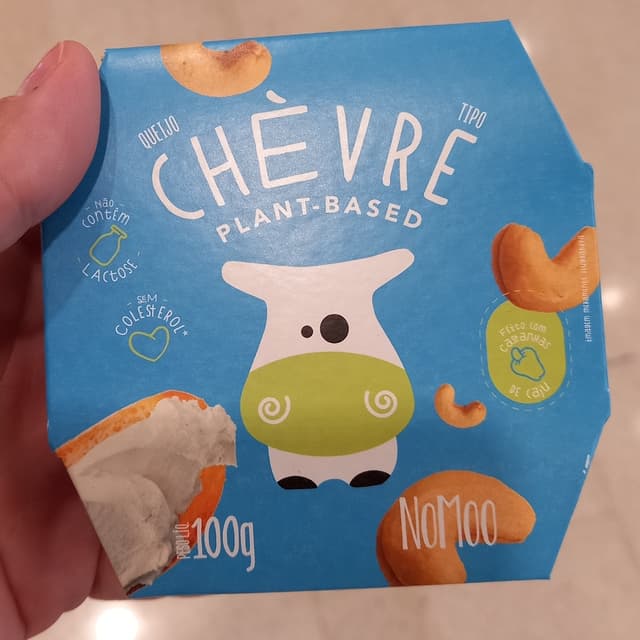 QUEIJO TIPO
CHÈVRE
PLANT-BASED
NÃO
CONTÉM
LACTOSE
SEM
COLESTEROL*
FEITO COM
CASTANHAS
DE CAJU
PESO LÍQ.
100g
NOMOO